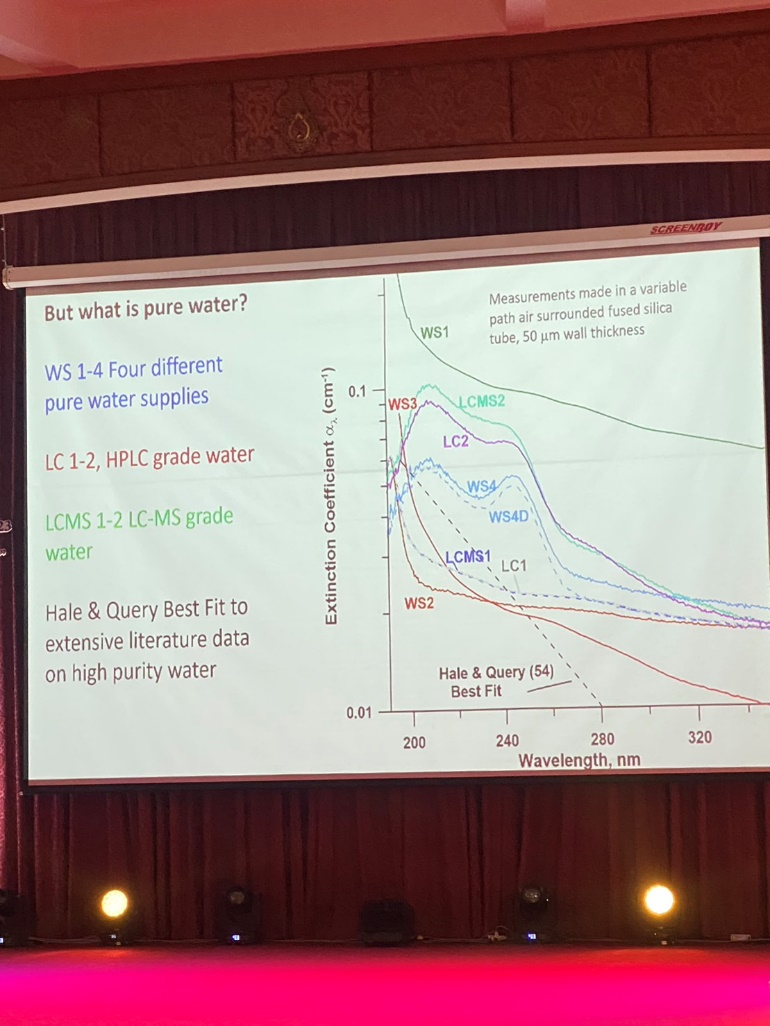 SCREENBOY
But what is pure water?
WS 1-4 Four different
pure water supplies
LC 1-2, HPLC grade water
LCMS 1-2 LC-MS grade
water
Hale & Query Best Fit to
extensive literature data
on high purity water
Measurements made in a variable
path air surrounded fused silica
tube, 50 μm wall thickness
WS1
0.1
WS3
LCMS2
LC2
WS4
WS4D
LCMS1
LC1
WS2
Hale & Query (54)
Best Fit
0.01
Extinction Coefficient αλ (cm-1)
200
240
280
320
Wavelength, nm